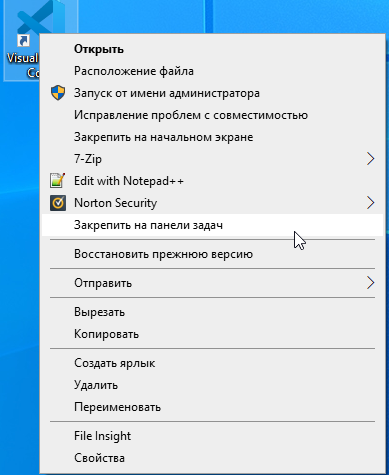 Visual
Co
Открыть
Расположение файла
Запуск от имени администратора
Исправление проблем с совместимостью
Закрепить на начальном экране
7-Zip
Edit with Notepad++
Norton Security
Закрепить на панели задач
Восстановить прежнюю версию
Отправить
Вырезать
Копировать
Создать ярлык
Удалить
Переименовать
File Insight
Свойства